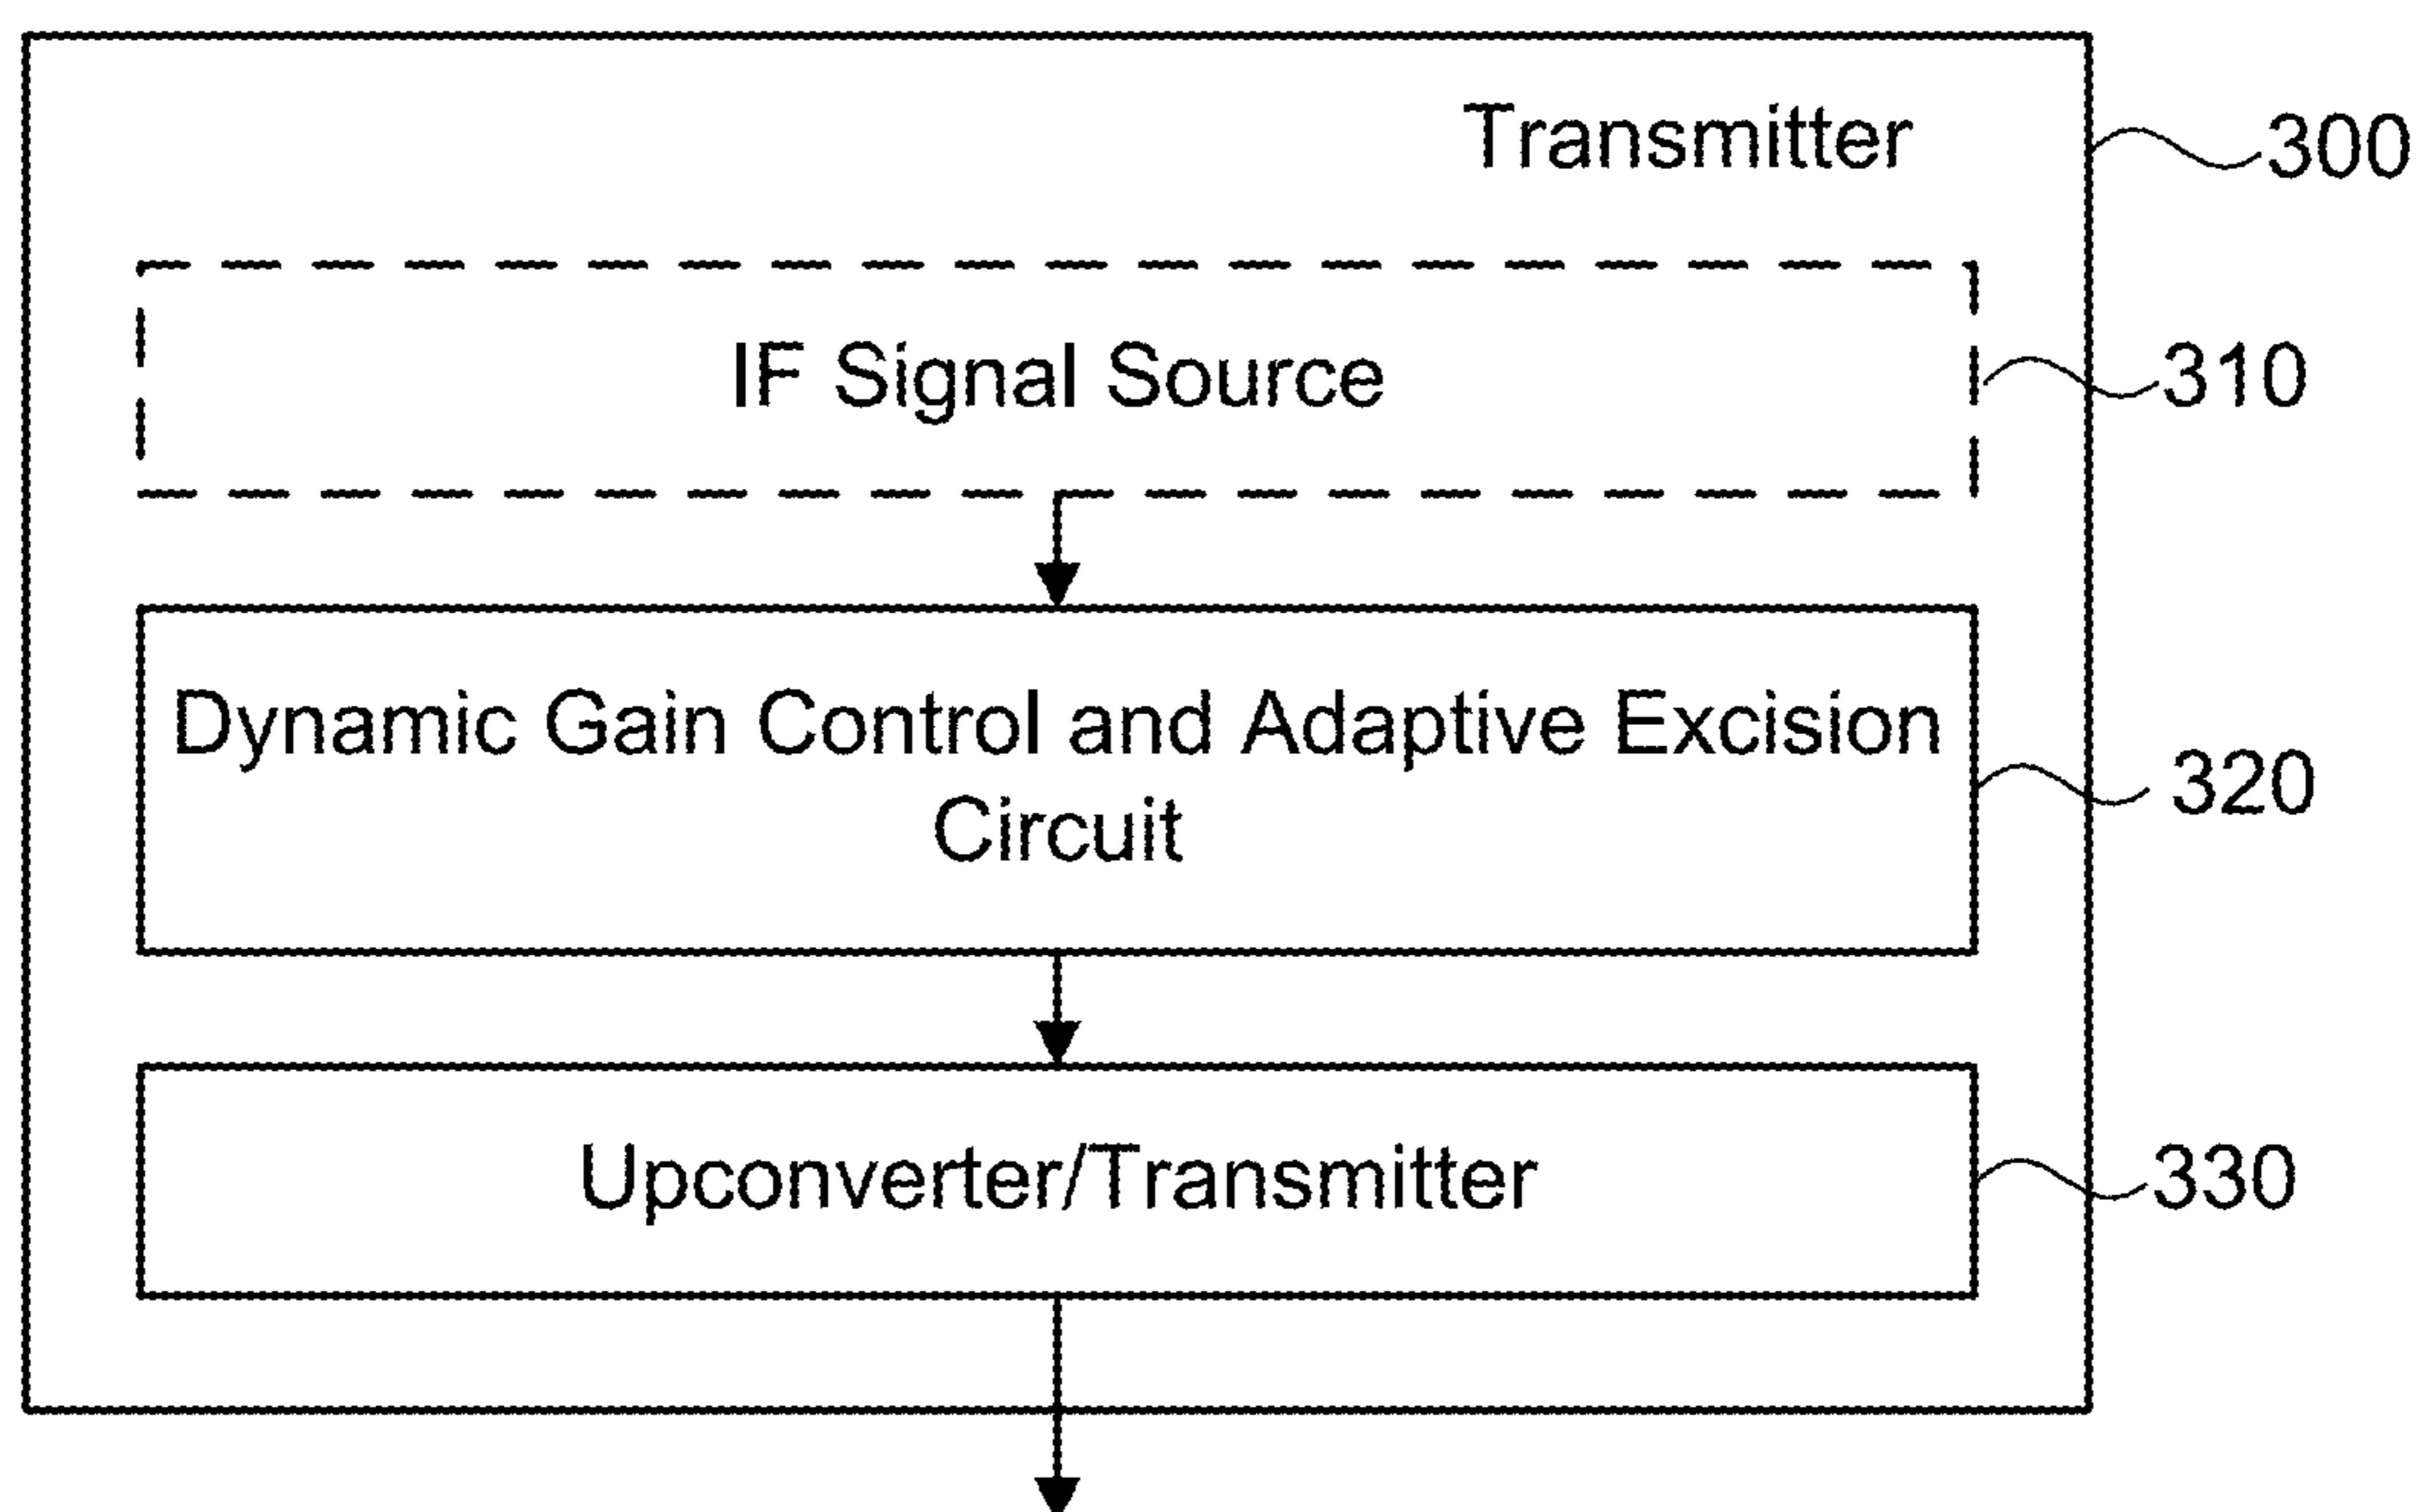 Transmitter
300
IF Signal Source
310
Dynamic Gain Control and Adaptive Excision
Circuit
320
Upconverter/Transmitter
330